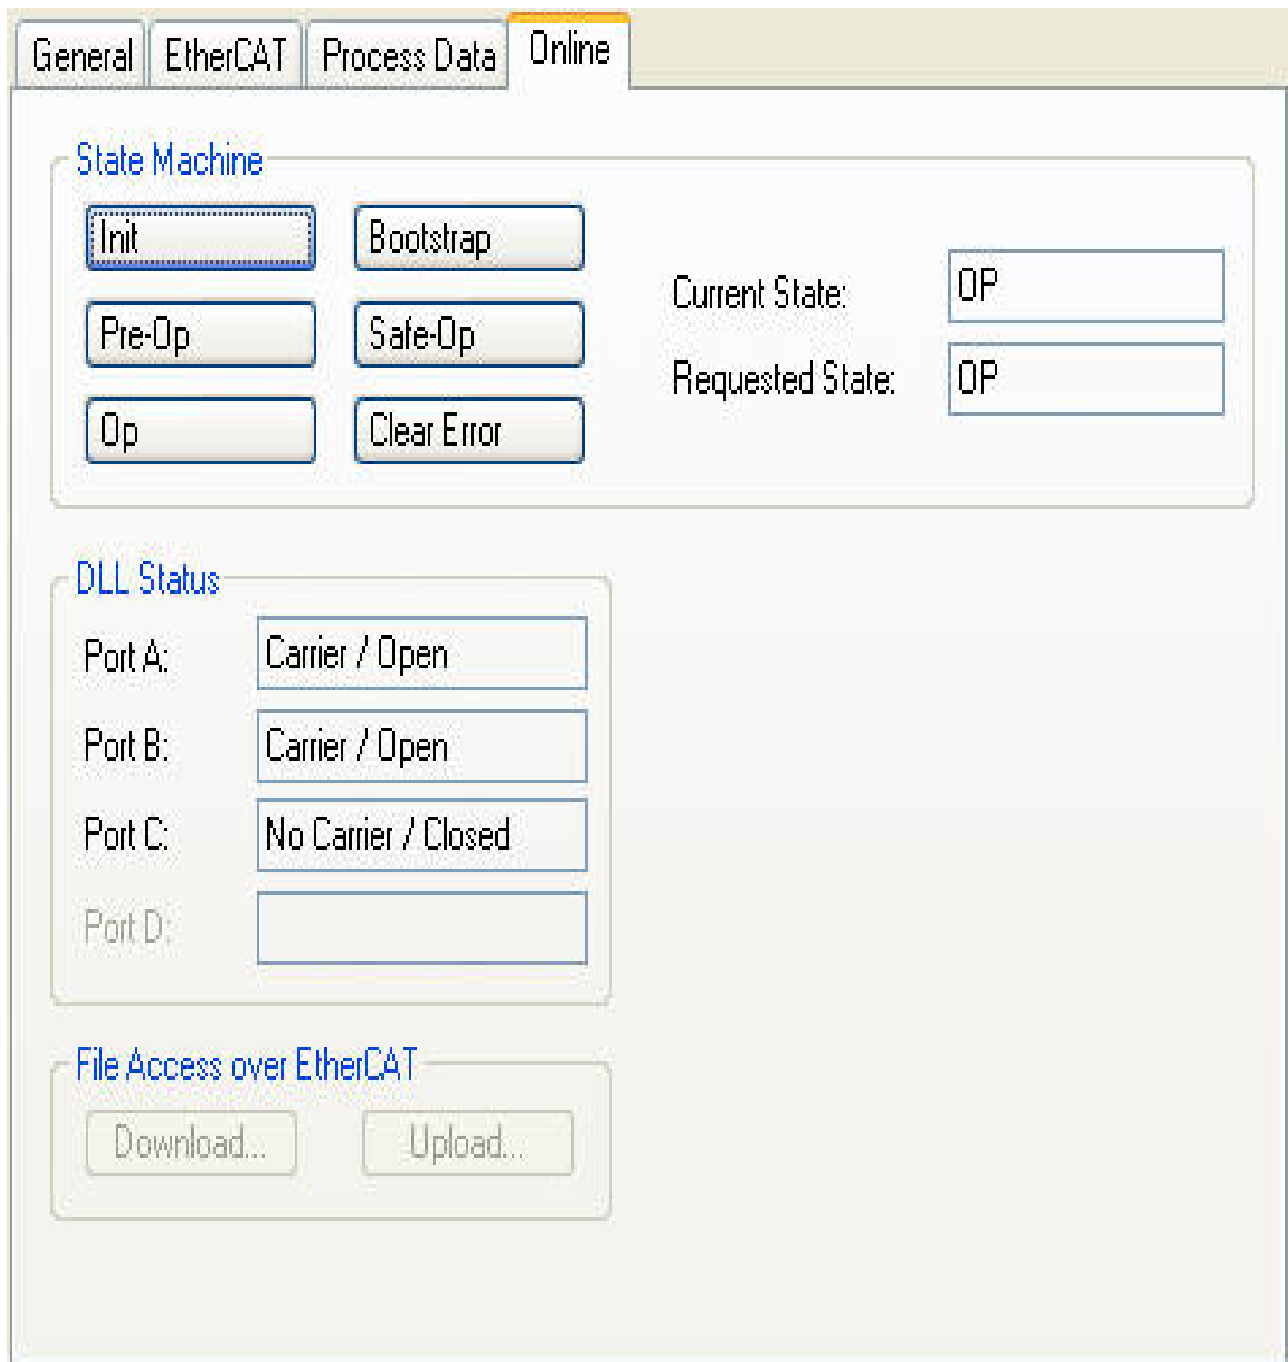 General EtherCAT Process Data Online
State Machine
Init Bootstrap
Current State: OP
Pre-Op Safe-Op
Requested State: OP
Op Clear Error
DLL Status
Port A: Carrier / Open
Port B: Carrier / Open
Port C: No Carrier / Closed
Port D:
File Access over EtherCAT
Download... Upload...